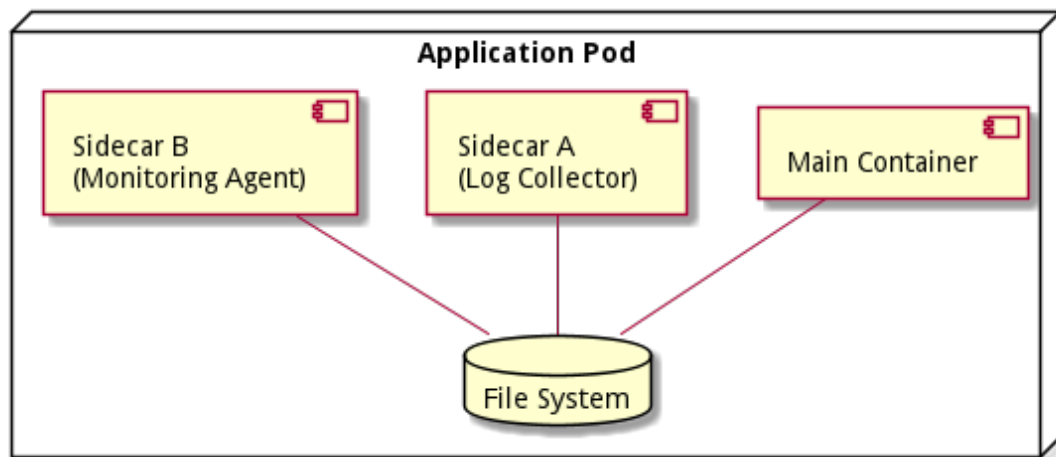 Application Pod
Sidecar B
(Monitoring Agent)
Sidecar A
(Log Collector)
Main Container
File System